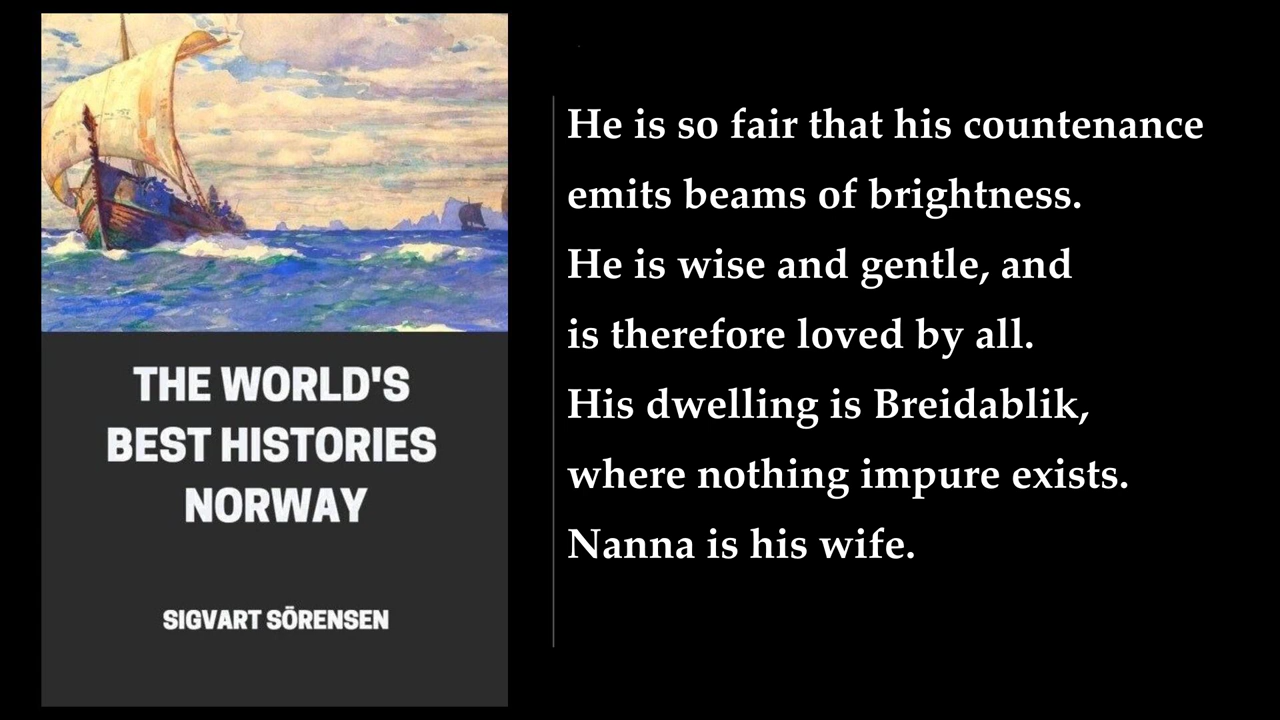 THE WORLD'S
BEST HISTORIES
NORWAY
SIGVART SÖRENSEN
He is so fair that his countenance
emits beams of brightness.
He is wise and gentle, and
is therefore loved by all.
His dwelling is Breidablik,
where nothing impure exists.
Nanna is his wife.